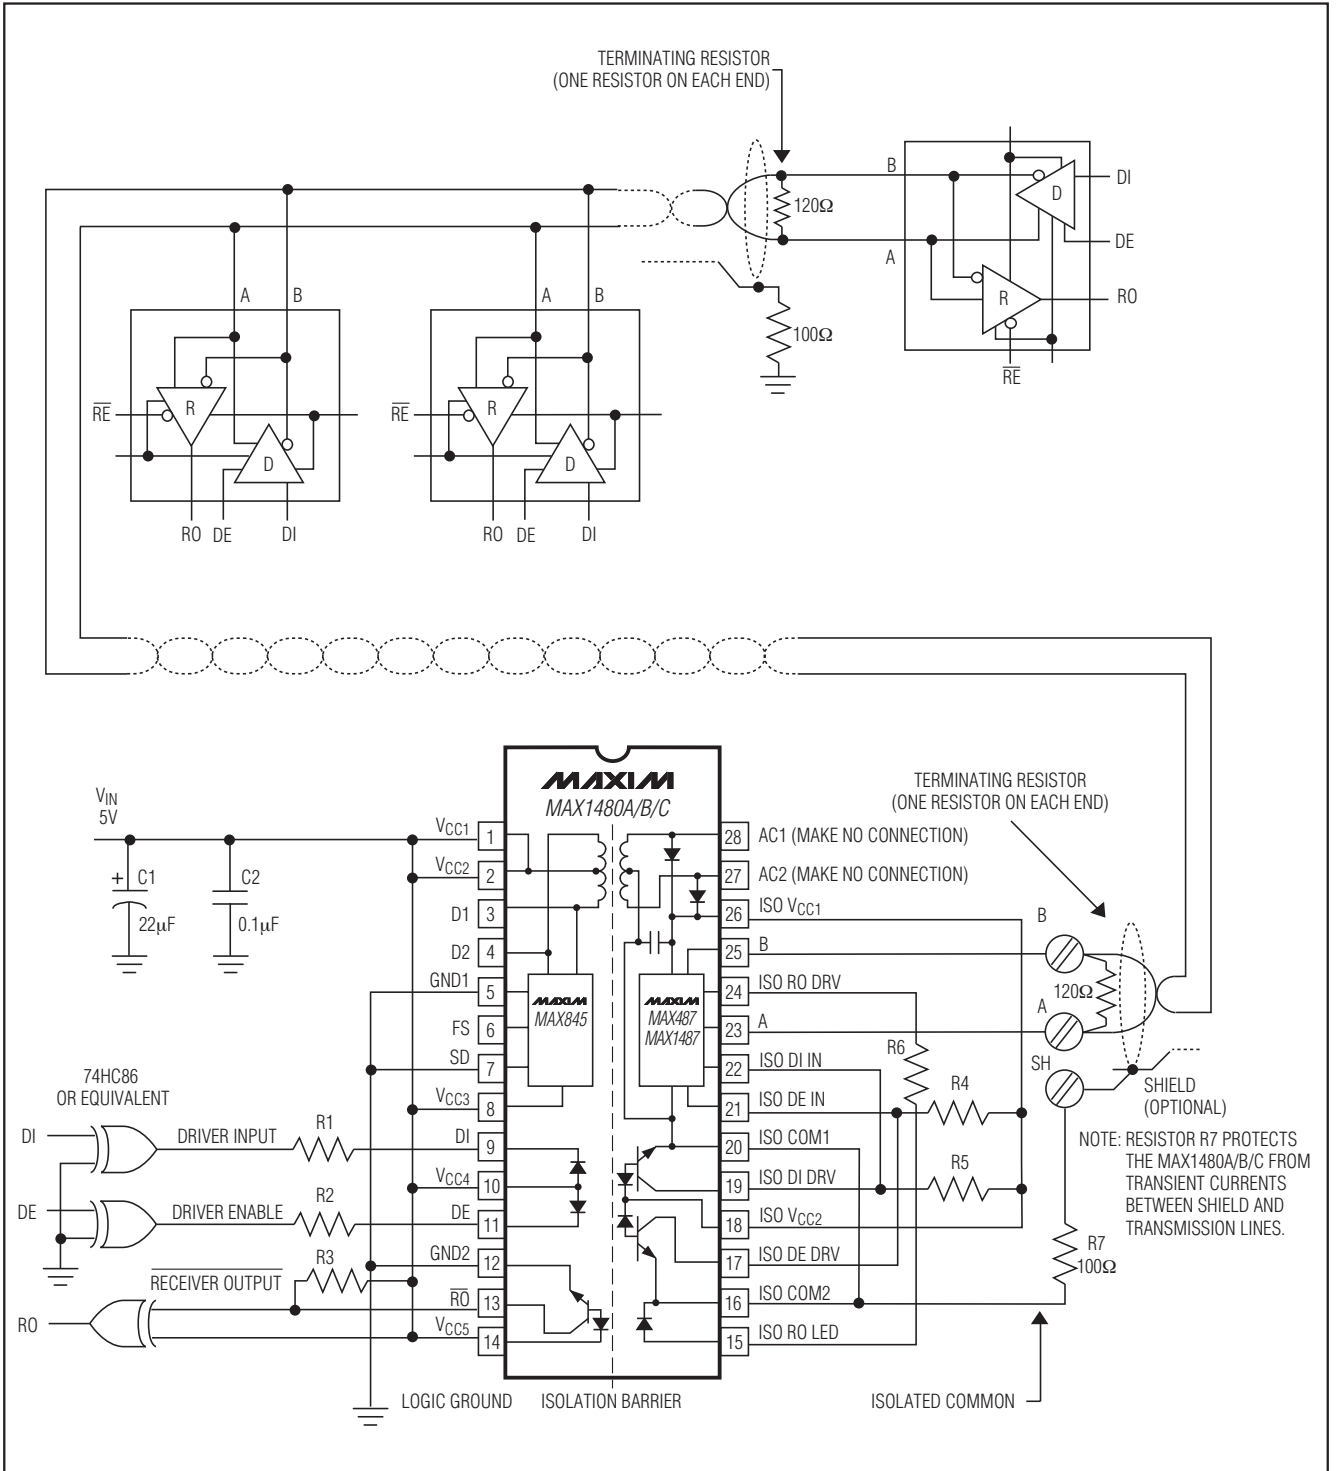 TERMINATING RESISTOR
(ONE RESISTOR ON EACH END)
B
120Ω
A
100Ω
D
DI
DE
R
RO
R̅E̅
A
B
R̅E̅
R
D
RO DE DI
A
B
R̅E̅
R
D
RO DE DI
VIN
5V
+ C1
22µF
C2
0.1µF
MAXIM
MAX1480A/B/C
MAXIM
MAX845
MAXIM
MAX487
MAX1487
VCC1 1
VCC2 2
D1 3
D2 4
GND1 5
FS 6
SD 7
VCC3 8
DI 9
VCC4 10
DE 11
GND2 12
R̅O̅ 13
VCC5 14
28 AC1 (MAKE NO CONNECTION)
27 AC2 (MAKE NO CONNECTION)
26 ISO VCC1
25 B
24 ISO RO DRV
23 A
22 ISO DI IN
21 ISO DE IN
20 ISO COM1
19 ISO DI DRV
18 ISO VCC2
17 ISO DE DRV
16 ISO COM2
15 ISO RO LED
74HC86
OR EQUIVALENT
DI
DRIVER INPUT
R1
DE
DRIVER ENABLE
R2
R3
R̅E̅C̅E̅I̅V̅E̅R̅ O̅U̅T̅P̅U̅T̅
RO
LOGIC GROUND
ISOLATION BARRIER
ISOLATED COMMON
R6
R4
R5
TERMINATING RESISTOR
(ONE RESISTOR ON EACH END)
B
120Ω
A
SH
SHIELD
(OPTIONAL)
NOTE: RESISTOR R7 PROTECTS
THE MAX1480A/B/C FROM
TRANSIENT CURRENTS
BETWEEN SHIELD AND
TRANSMISSION LINES.
R7
100Ω